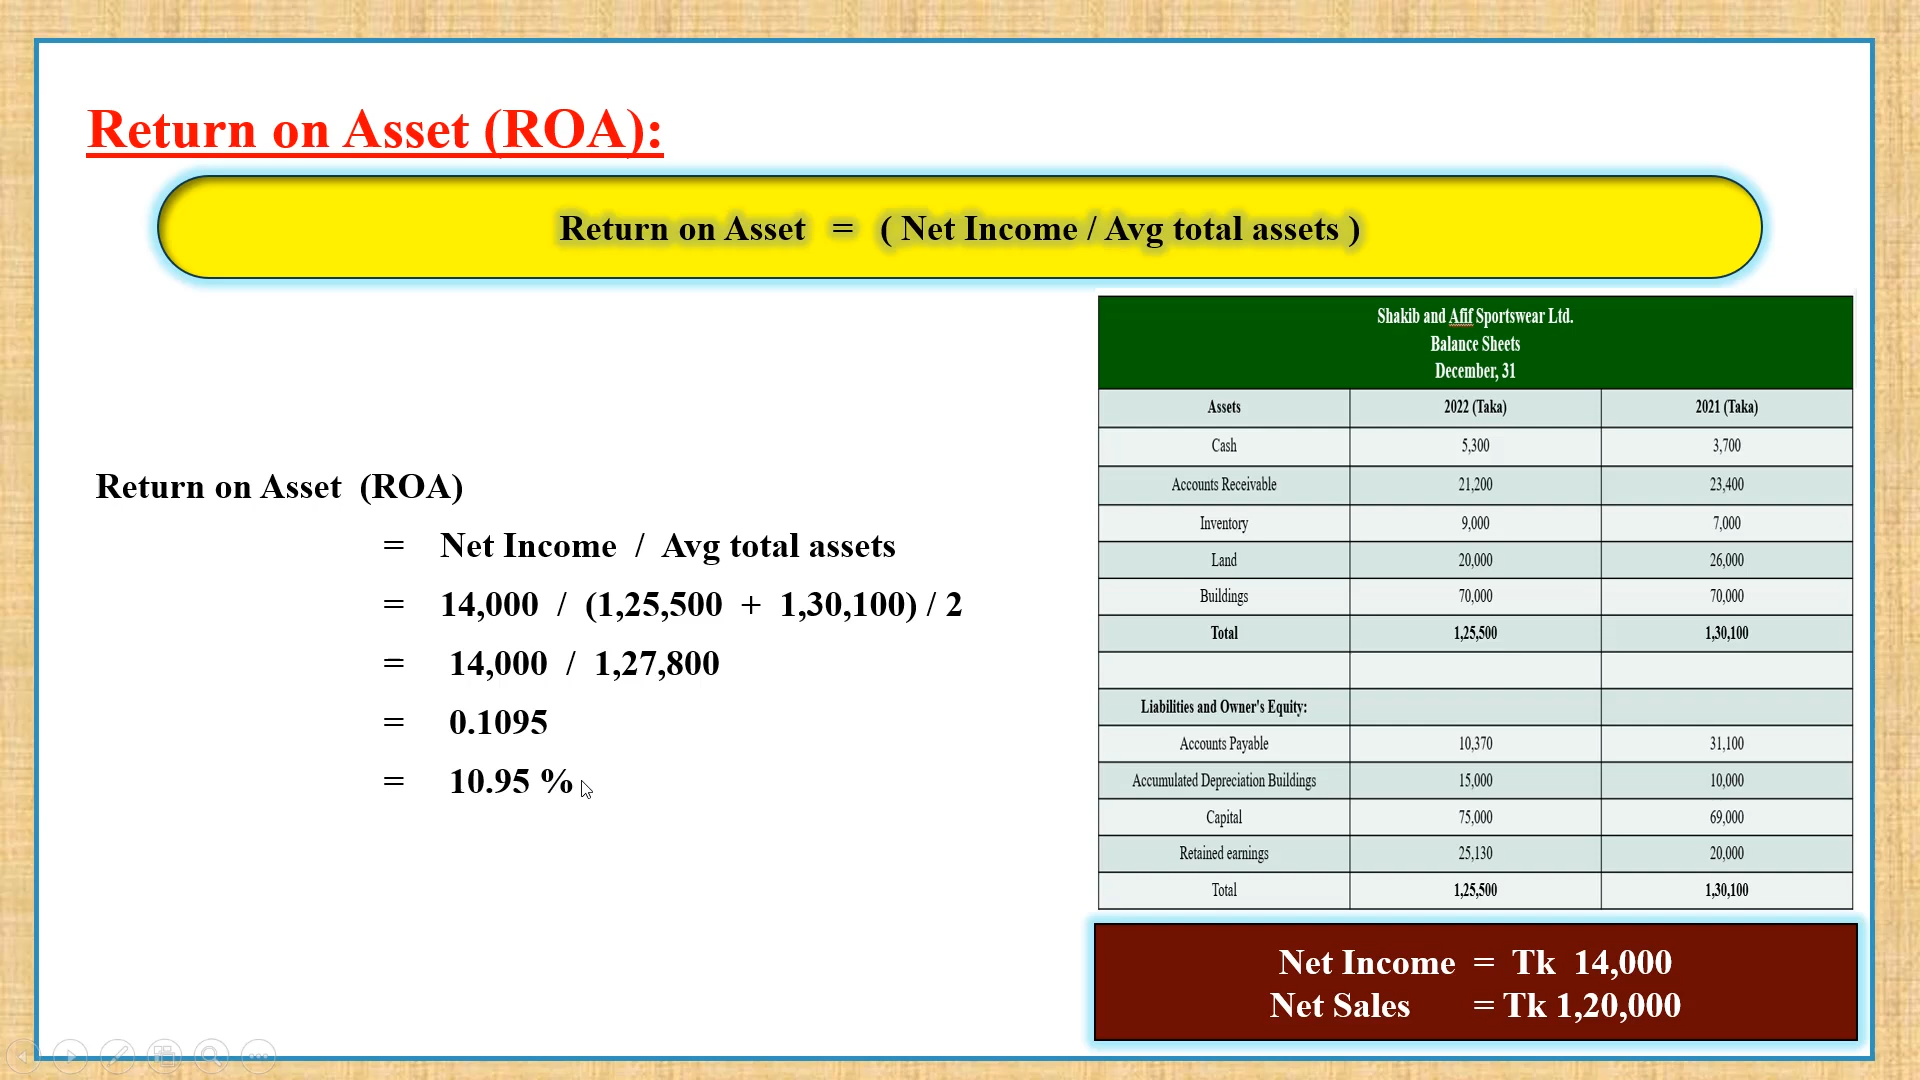 Return on Asset (ROA):
Return on Asset = ( Net Income / Avg total assets )
Return on Asset (ROA)
= Net Income / Avg total assets
= 14,000 / (1,25,500 + 1,30,100) / 2
= 14,000 / 1,27,800
= 0.1095
= 10.95 %
Shakib and Afif Sportswear Ltd.
Balance Sheets
December, 31
Assets 2022 (Taka) 2021 (Taka)
Cash 5,300 3,700
Accounts Receivable 21,200 23,400
Inventory 9,000 7,000
Land 20,000 26,000
Buildings 70,000 70,000
Total 1,25,500 1,30,100
Liabilities and Owner's Equity:
Accounts Payable 10,370 31,100
Accumulated Depreciation Buildings 15,000 10,000
Capital 75,000 69,000
Retained earnings 25,130 20,000
Total 1,25,500 1,30,100
Net Income = Tk 14,000
Net Sales = Tk 1,20,000